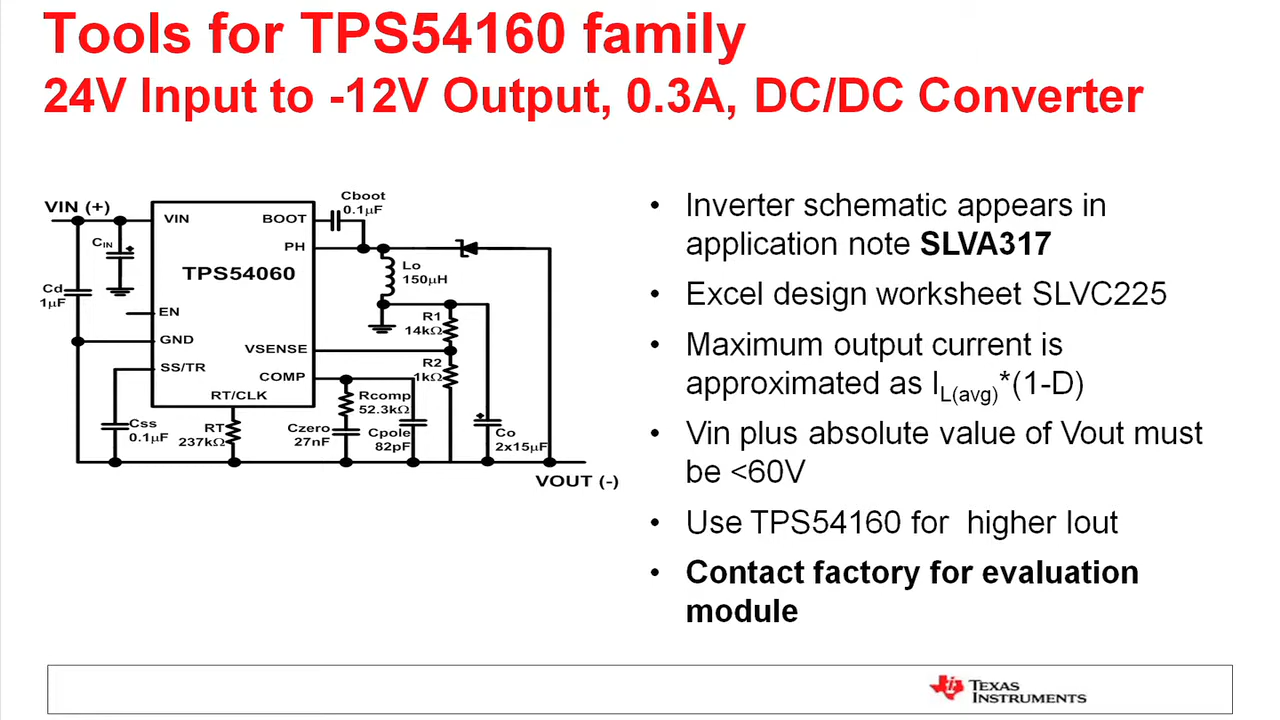 Tools for TPS54160 family
24V Input to -12V Output, 0.3A, DC/DC Converter
VIN (+)
Cboot
0.1µF
VIN
BOOT
CIN
PH
TPS54060
Lo
150µH
Cd
1µF
EN
R1
14kΩ
GND
VSENSE
SS/TR
R2
1kΩ
COMP
RT/CLK
Rcomp
52.3kΩ
Css
0.1µF
RT
237kΩ
Czero
27nF
Cpole
82pF
Co
2x15µF
VOUT (-)
• Inverter schematic appears in
application note SLVA317
• Excel design worksheet SLVC225
• Maximum output current is
approximated as IL(avg)*(1-D)
• Vin plus absolute value of Vout must
be <60V
• Use TPS54160 for higher Iout
• Contact factory for evaluation
module
TEXAS
INSTRUMENTS